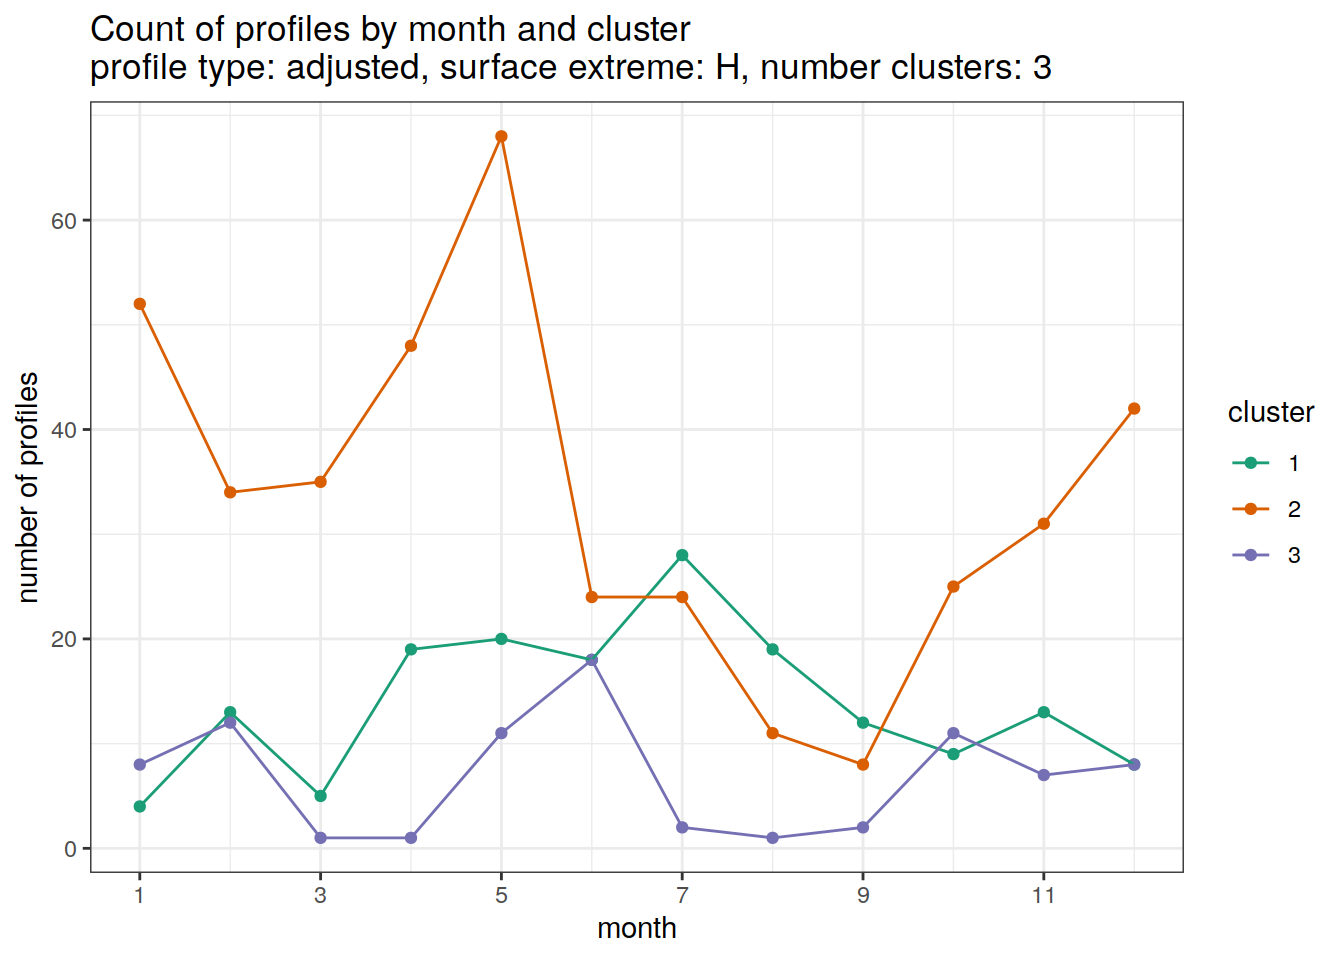 Count of profiles by month and cluster
profile type: adjusted, surface extreme: H, number clusters: 3
number of profiles
60
40
20
0
1 3 5 7 9 11
month
cluster
1
2
3